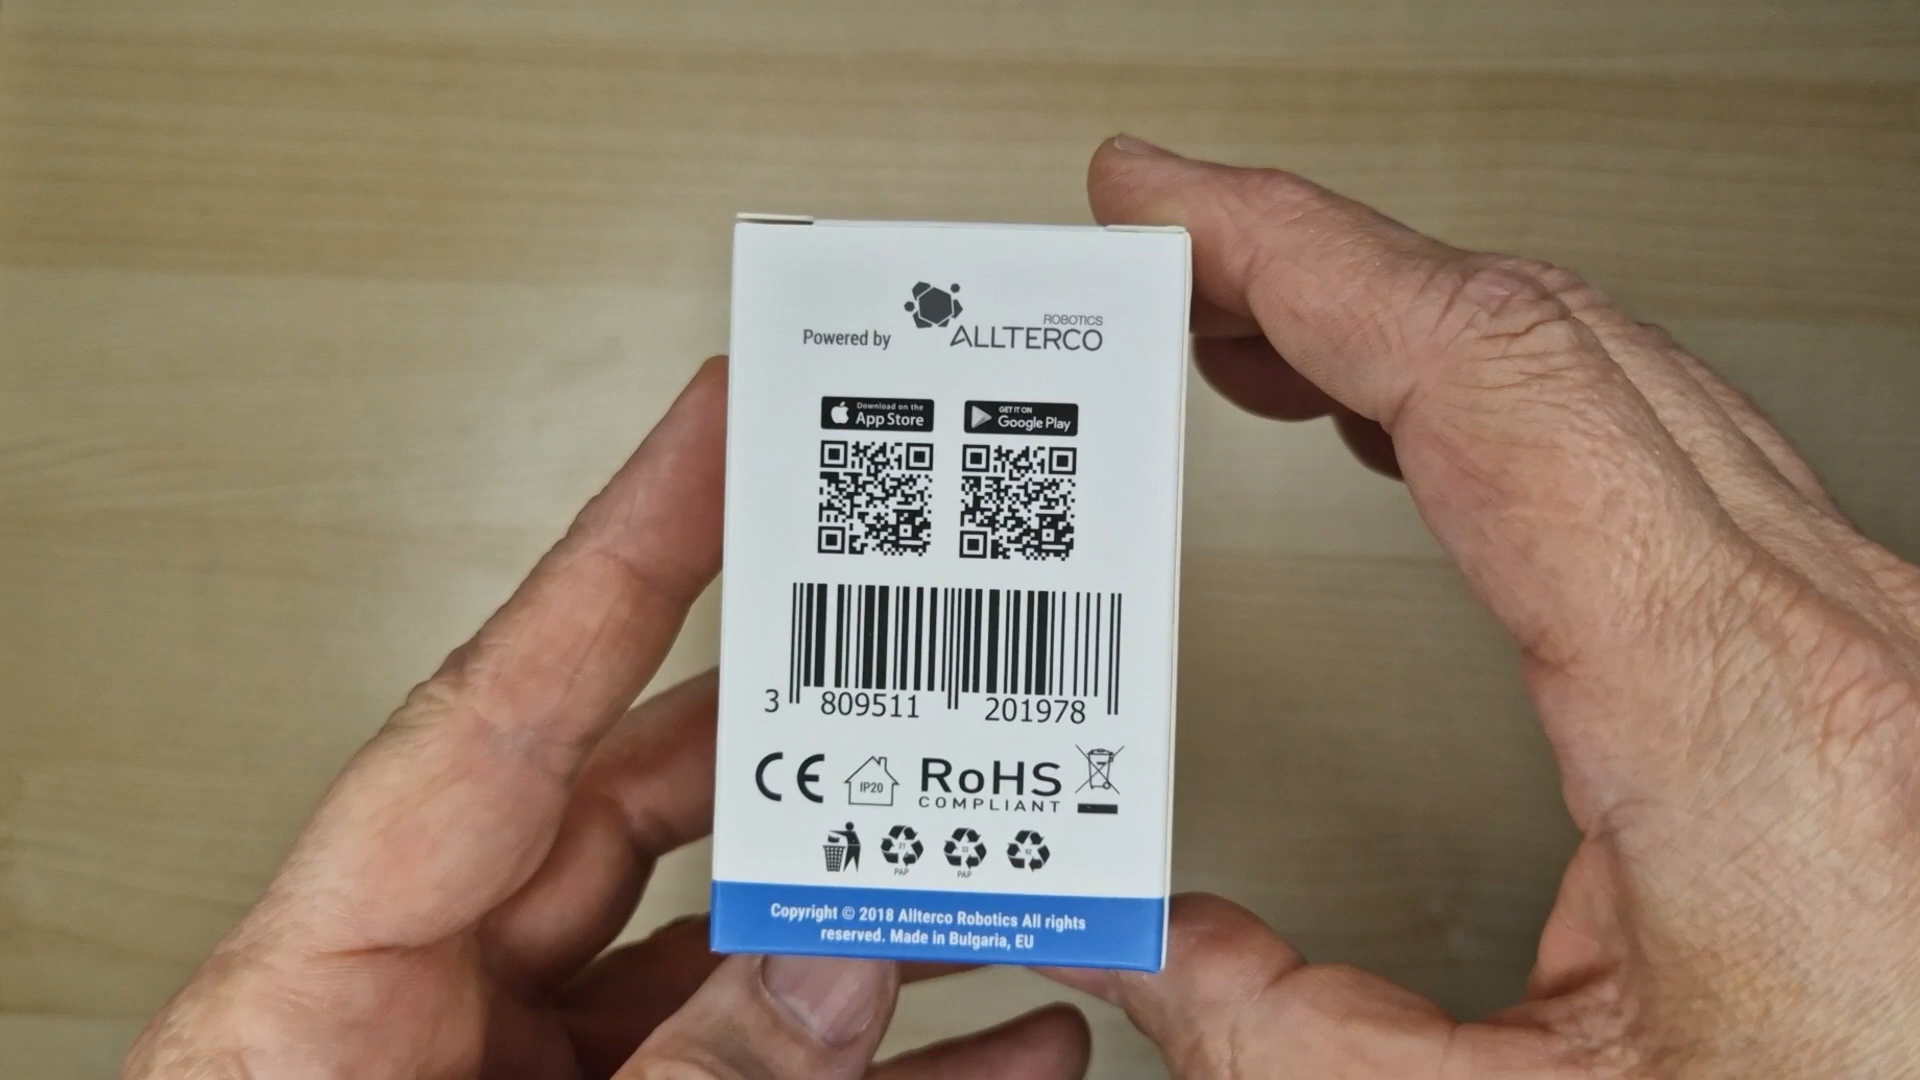 Powered by
ROBOTICS
ALLTERCO
Download on the
App Store
GET IT ON
Google Play
3 809511 201978
CE
IP20
RoHS
COMPLIANT
21
PAP
22
PAP
Copyright © 2018 Allterco Robotics All rights
reserved. Made in Bulgaria, EU